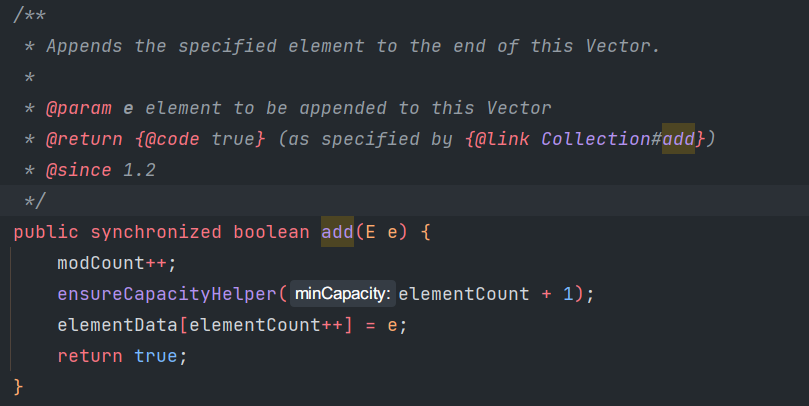 /**
 * Appends the specified element to the end of this Vector.
 *
 * @param e element to be appended to this Vector
 * @return {@code true} (as specified by {@link Collection#add})
 * @since 1.2
 */
public synchronized boolean add(E e) {
    modCount++;
    ensureCapacityHelper( minCapacity: elementCount + 1);
    elementData[elementCount++] = e;
    return true;
}